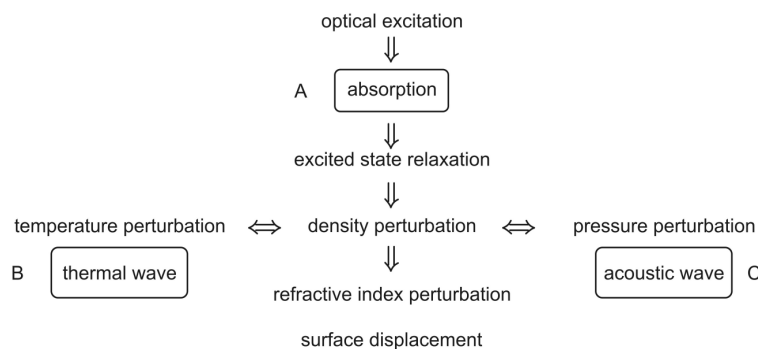 optical excitation
A absorption
excited state relaxation
temperature perturbation density perturbation pressure perturbation
B thermal wave acoustic wave C
refractive index perturbation
surface displacement